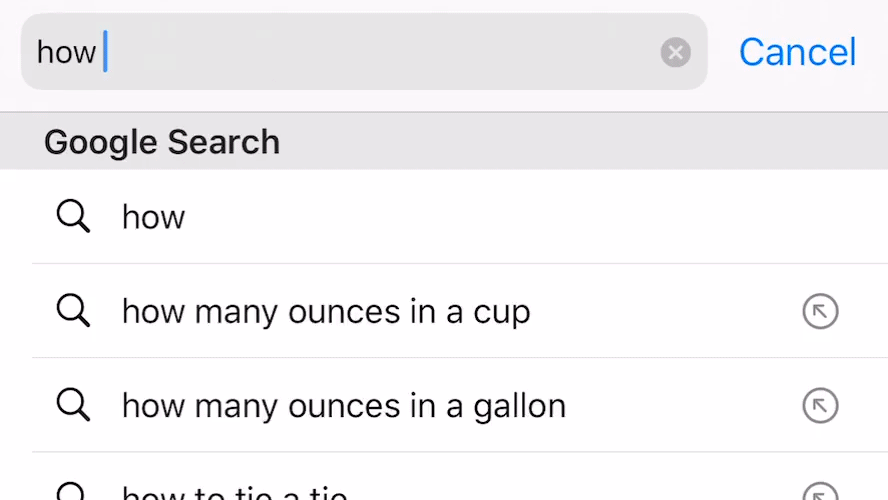 how
Cancel
Google Search
how
how many ounces in a cup
how many ounces in a gallon
how to tie a tie